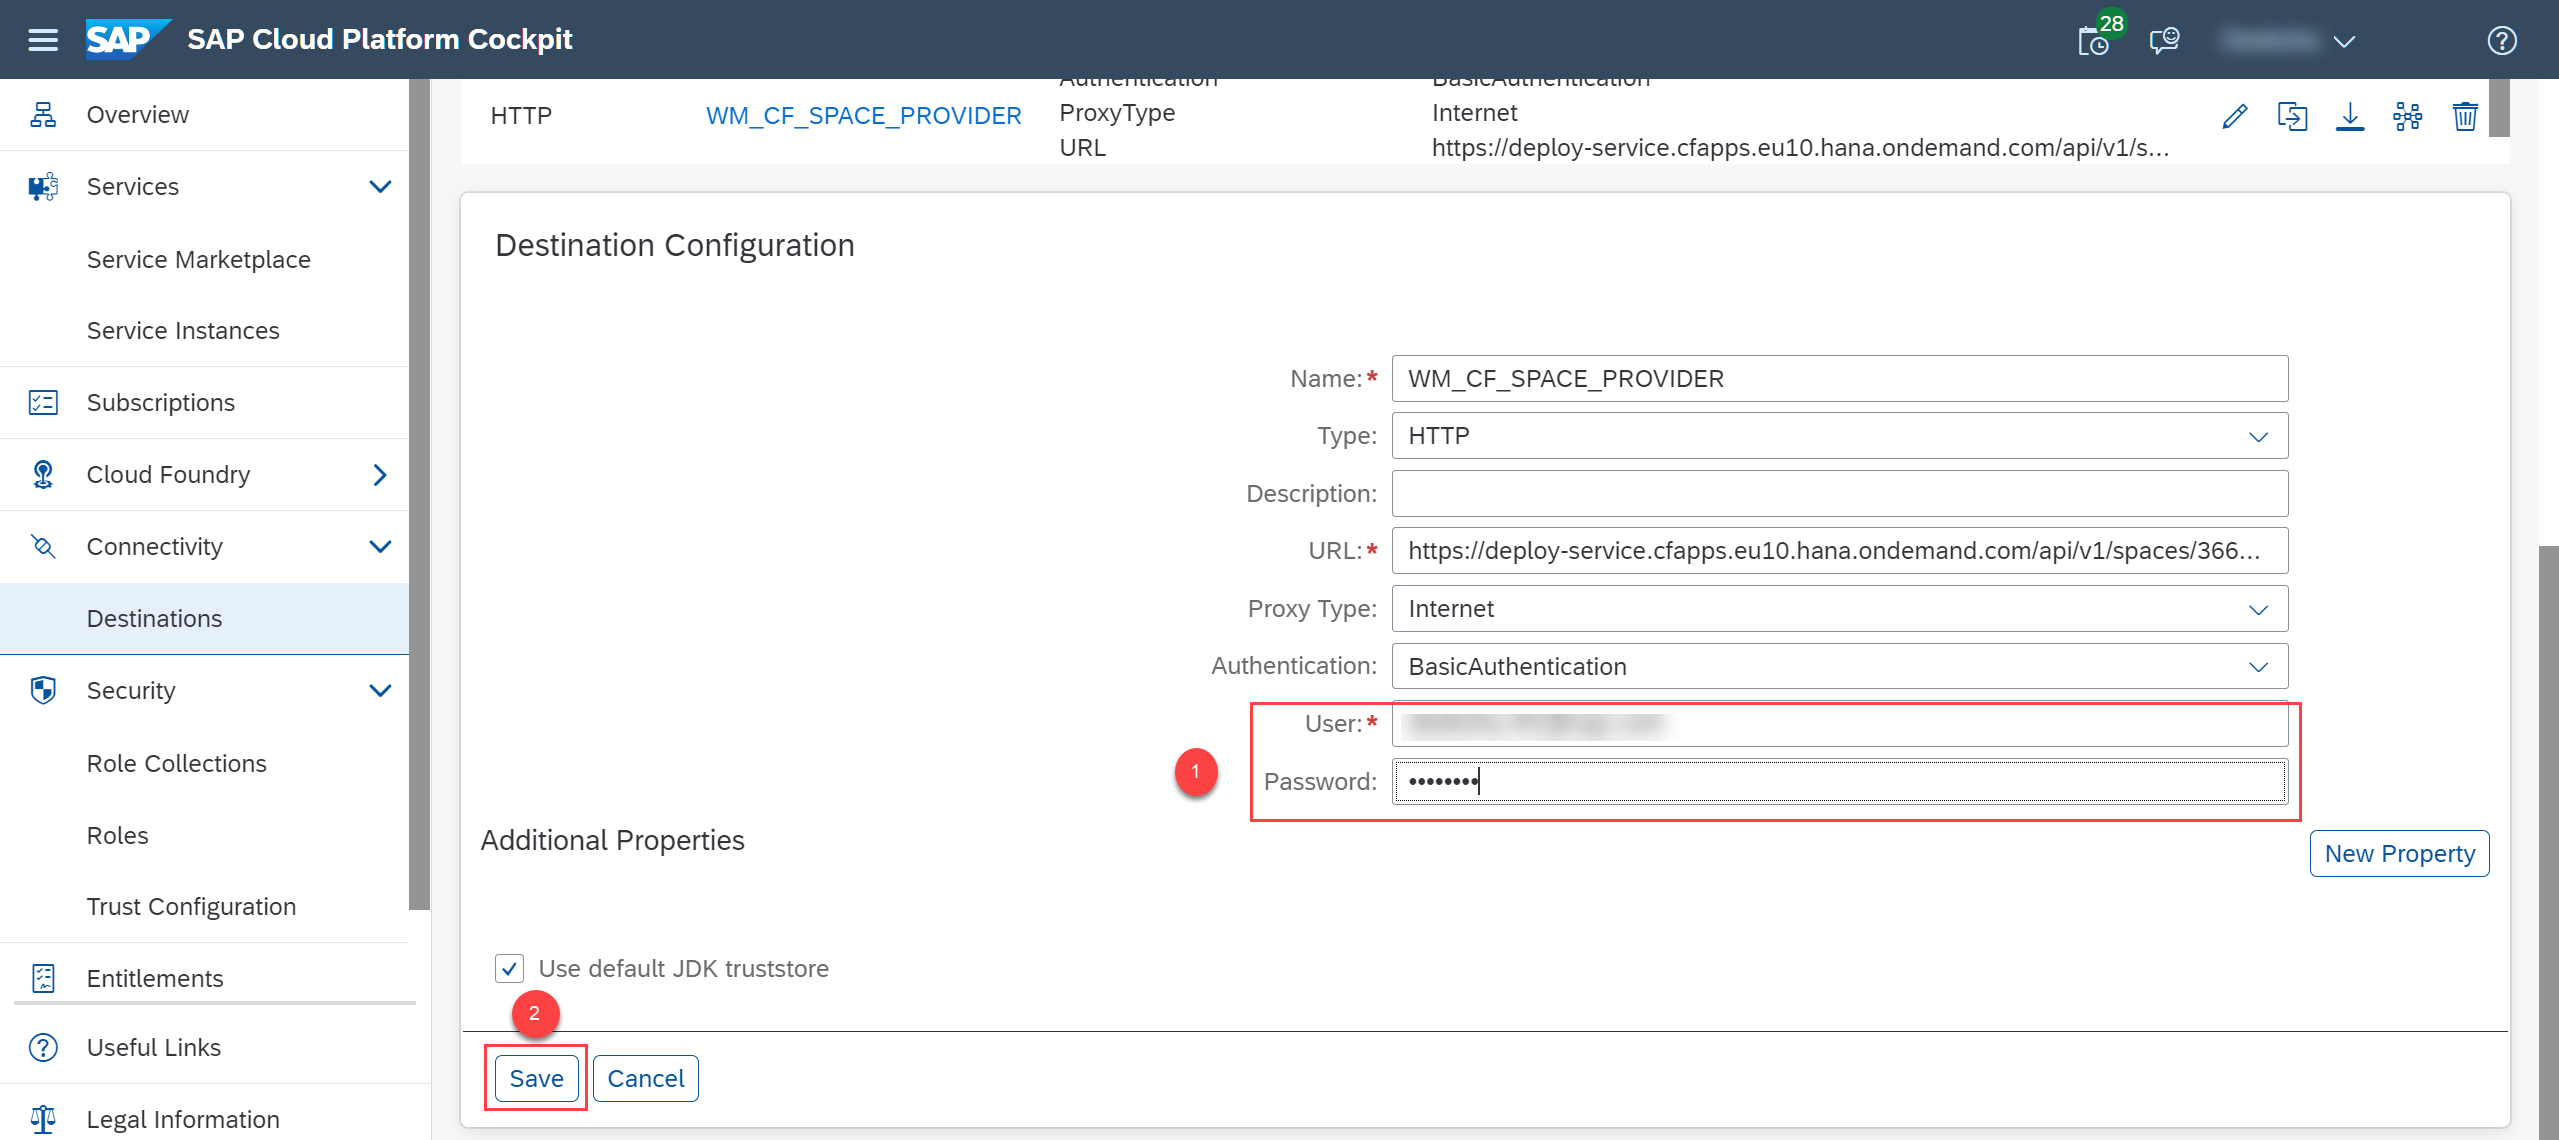 SAP SAP Cloud Platform Cockpit
28
Overview
Services
Service Marketplace
Service Instances
Subscriptions
Cloud Foundry
Connectivity
Destinations
Security
Role Collections
Roles
Trust Configuration
Entitlements
Useful Links
Legal Information
Authentication BasicAuthentication
HTTP WM_CF_SPACE_PROVIDER ProxyType Internet
URL https://deploy-service.cfapps.eu10.hana.ondemand.com/api/v1/s...
Destination Configuration
Name:* WM_CF_SPACE_PROVIDER
Type: HTTP
Description:
URL:* https://deploy-service.cfapps.eu10.hana.ondemand.com/api/v1/spaces/366...
Proxy Type: Internet
Authentication: BasicAuthentication
User:*
1
Password: ••••••••
Additional Properties
New Property
Use default JDK truststore
2
Save Cancel